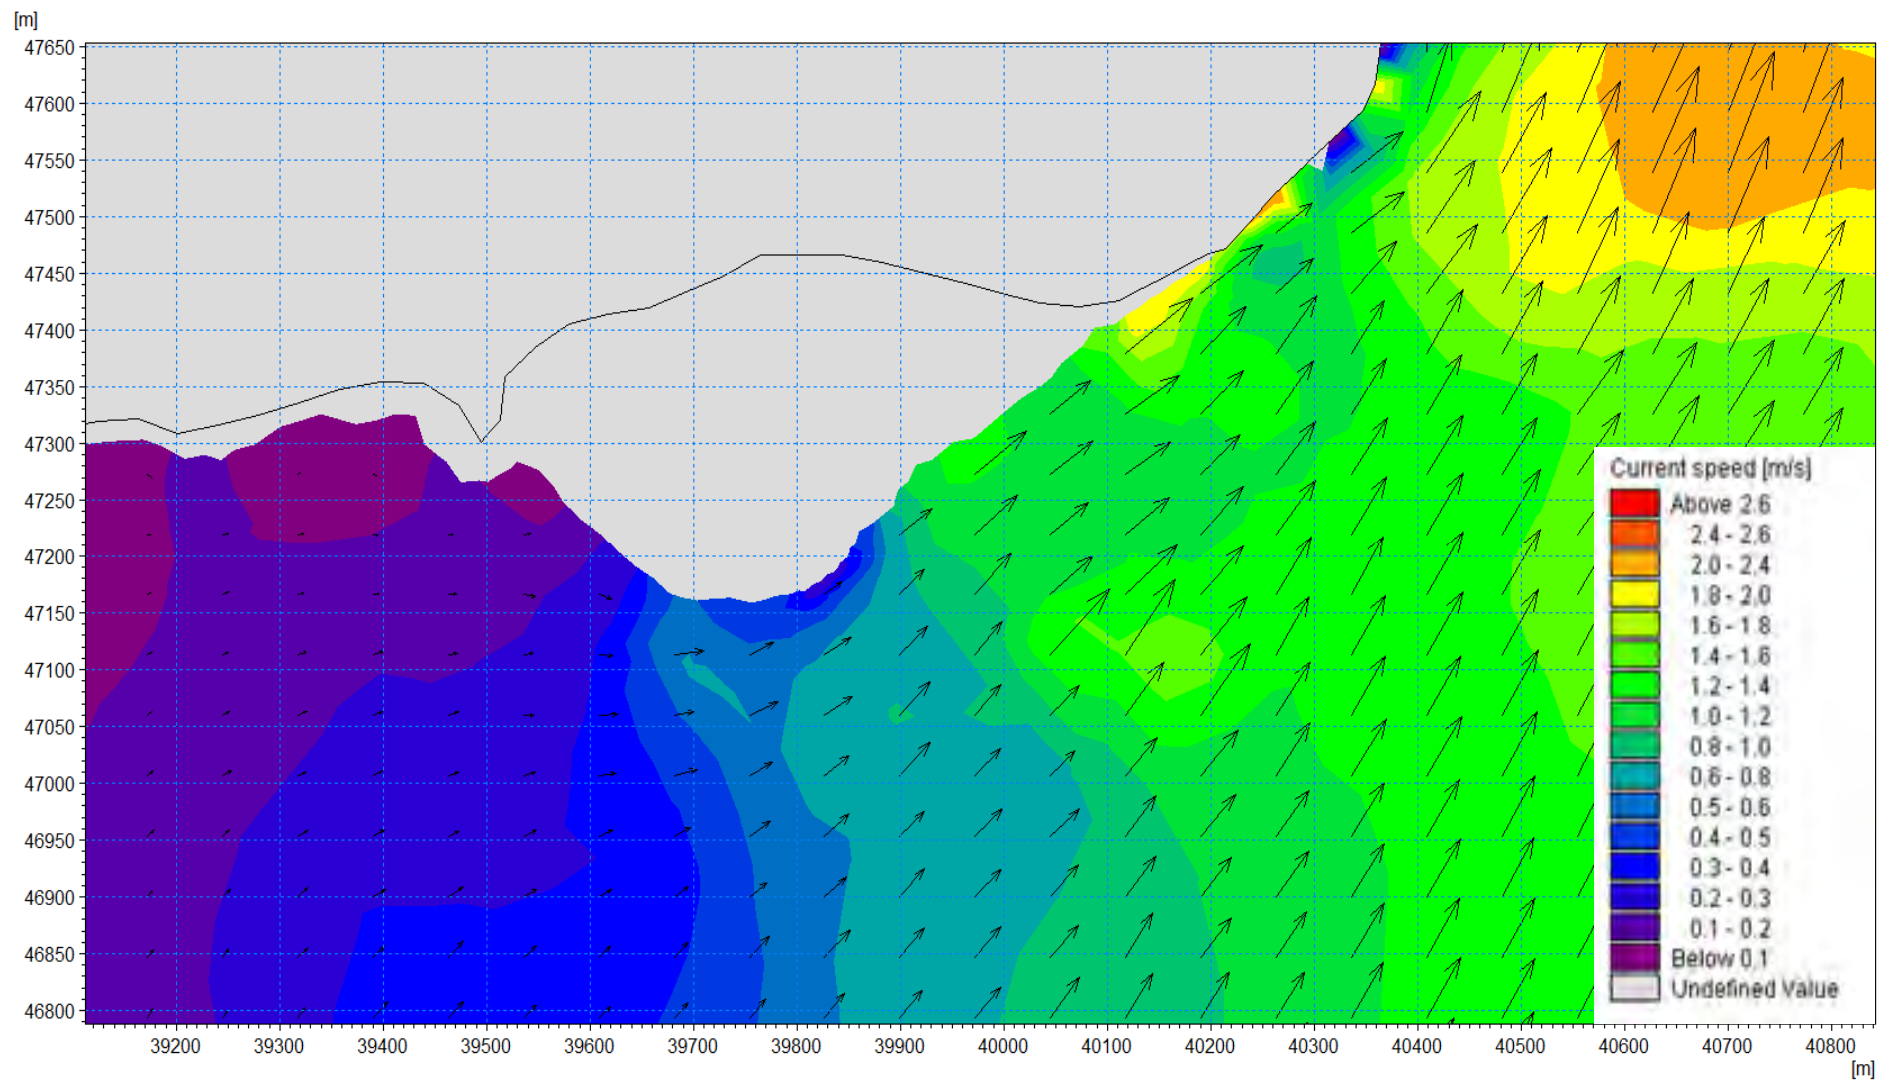 [m]
47650
47600
47550
47500
47450
47400
47350
47300
47250
47200
47150
47100
47050
47000
46950
46900
46850
46800
Current speed [m/s]
Above 2.6
2.4 - 2.6
2.0 - 2.4
1.8 - 2.0
1.6 - 1.8
1.4 - 1.6
1.2 - 1.4
1.0 - 1.2
0.8 - 1.0
0.6 - 0.8
0.5 - 0.6
0.4 - 0.5
0.3 - 0.4
0.2 - 0.3
0.1 - 0.2
Below 0.1
Undefined Value
39200 39300 39400 39500 39600 39700 39800 39900 40000 40100 40200 40300 40400 40500 40600 40700 40800
[m]